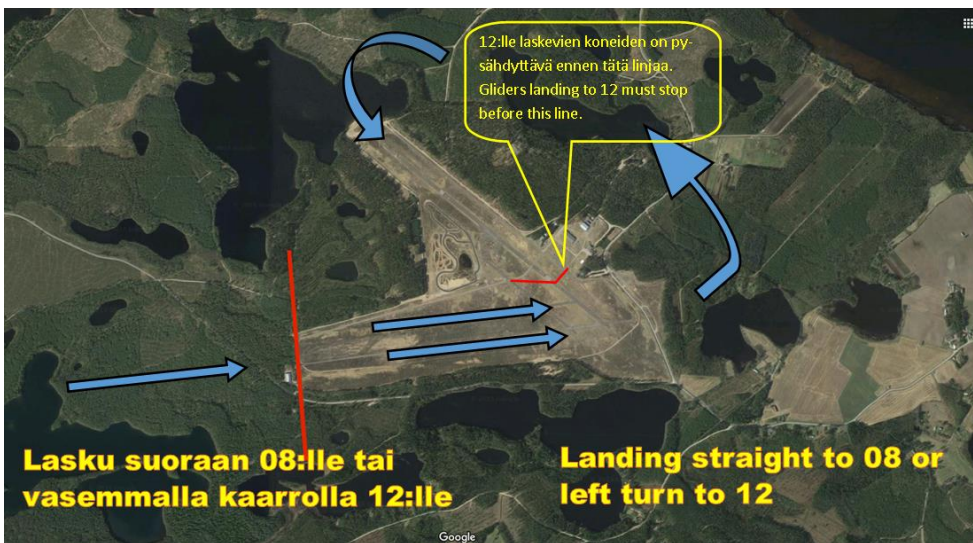 12:lle laskevien koneiden on py-
sähdyttävä ennen tätä linjaa.
Gliders landing to 12 must stop
before this line.
Lasku suoraan 08:lle tai
vasemmalla kaarrolla 12:lle
Landing straight to 08 or
left turn to 12
Google